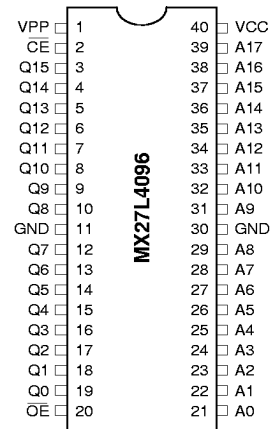 VPP 1 40 VCC
CE 2 39 A17
Q15 3 38 A16
Q14 4 37 A15
Q13 5 36 A14
Q12 6 35 A13
Q11 7 34 A12
Q10 8 33 A11
Q9 9 32 A10
Q8 10 31 A9
GND 11 30 GND
Q7 12 29 A8
Q6 13 28 A7
Q5 14 27 A6
Q4 15 26 A5
Q3 16 25 A4
Q2 17 24 A3
Q1 18 23 A2
Q0 19 22 A1
OE 20 21 A0
MX27L4096